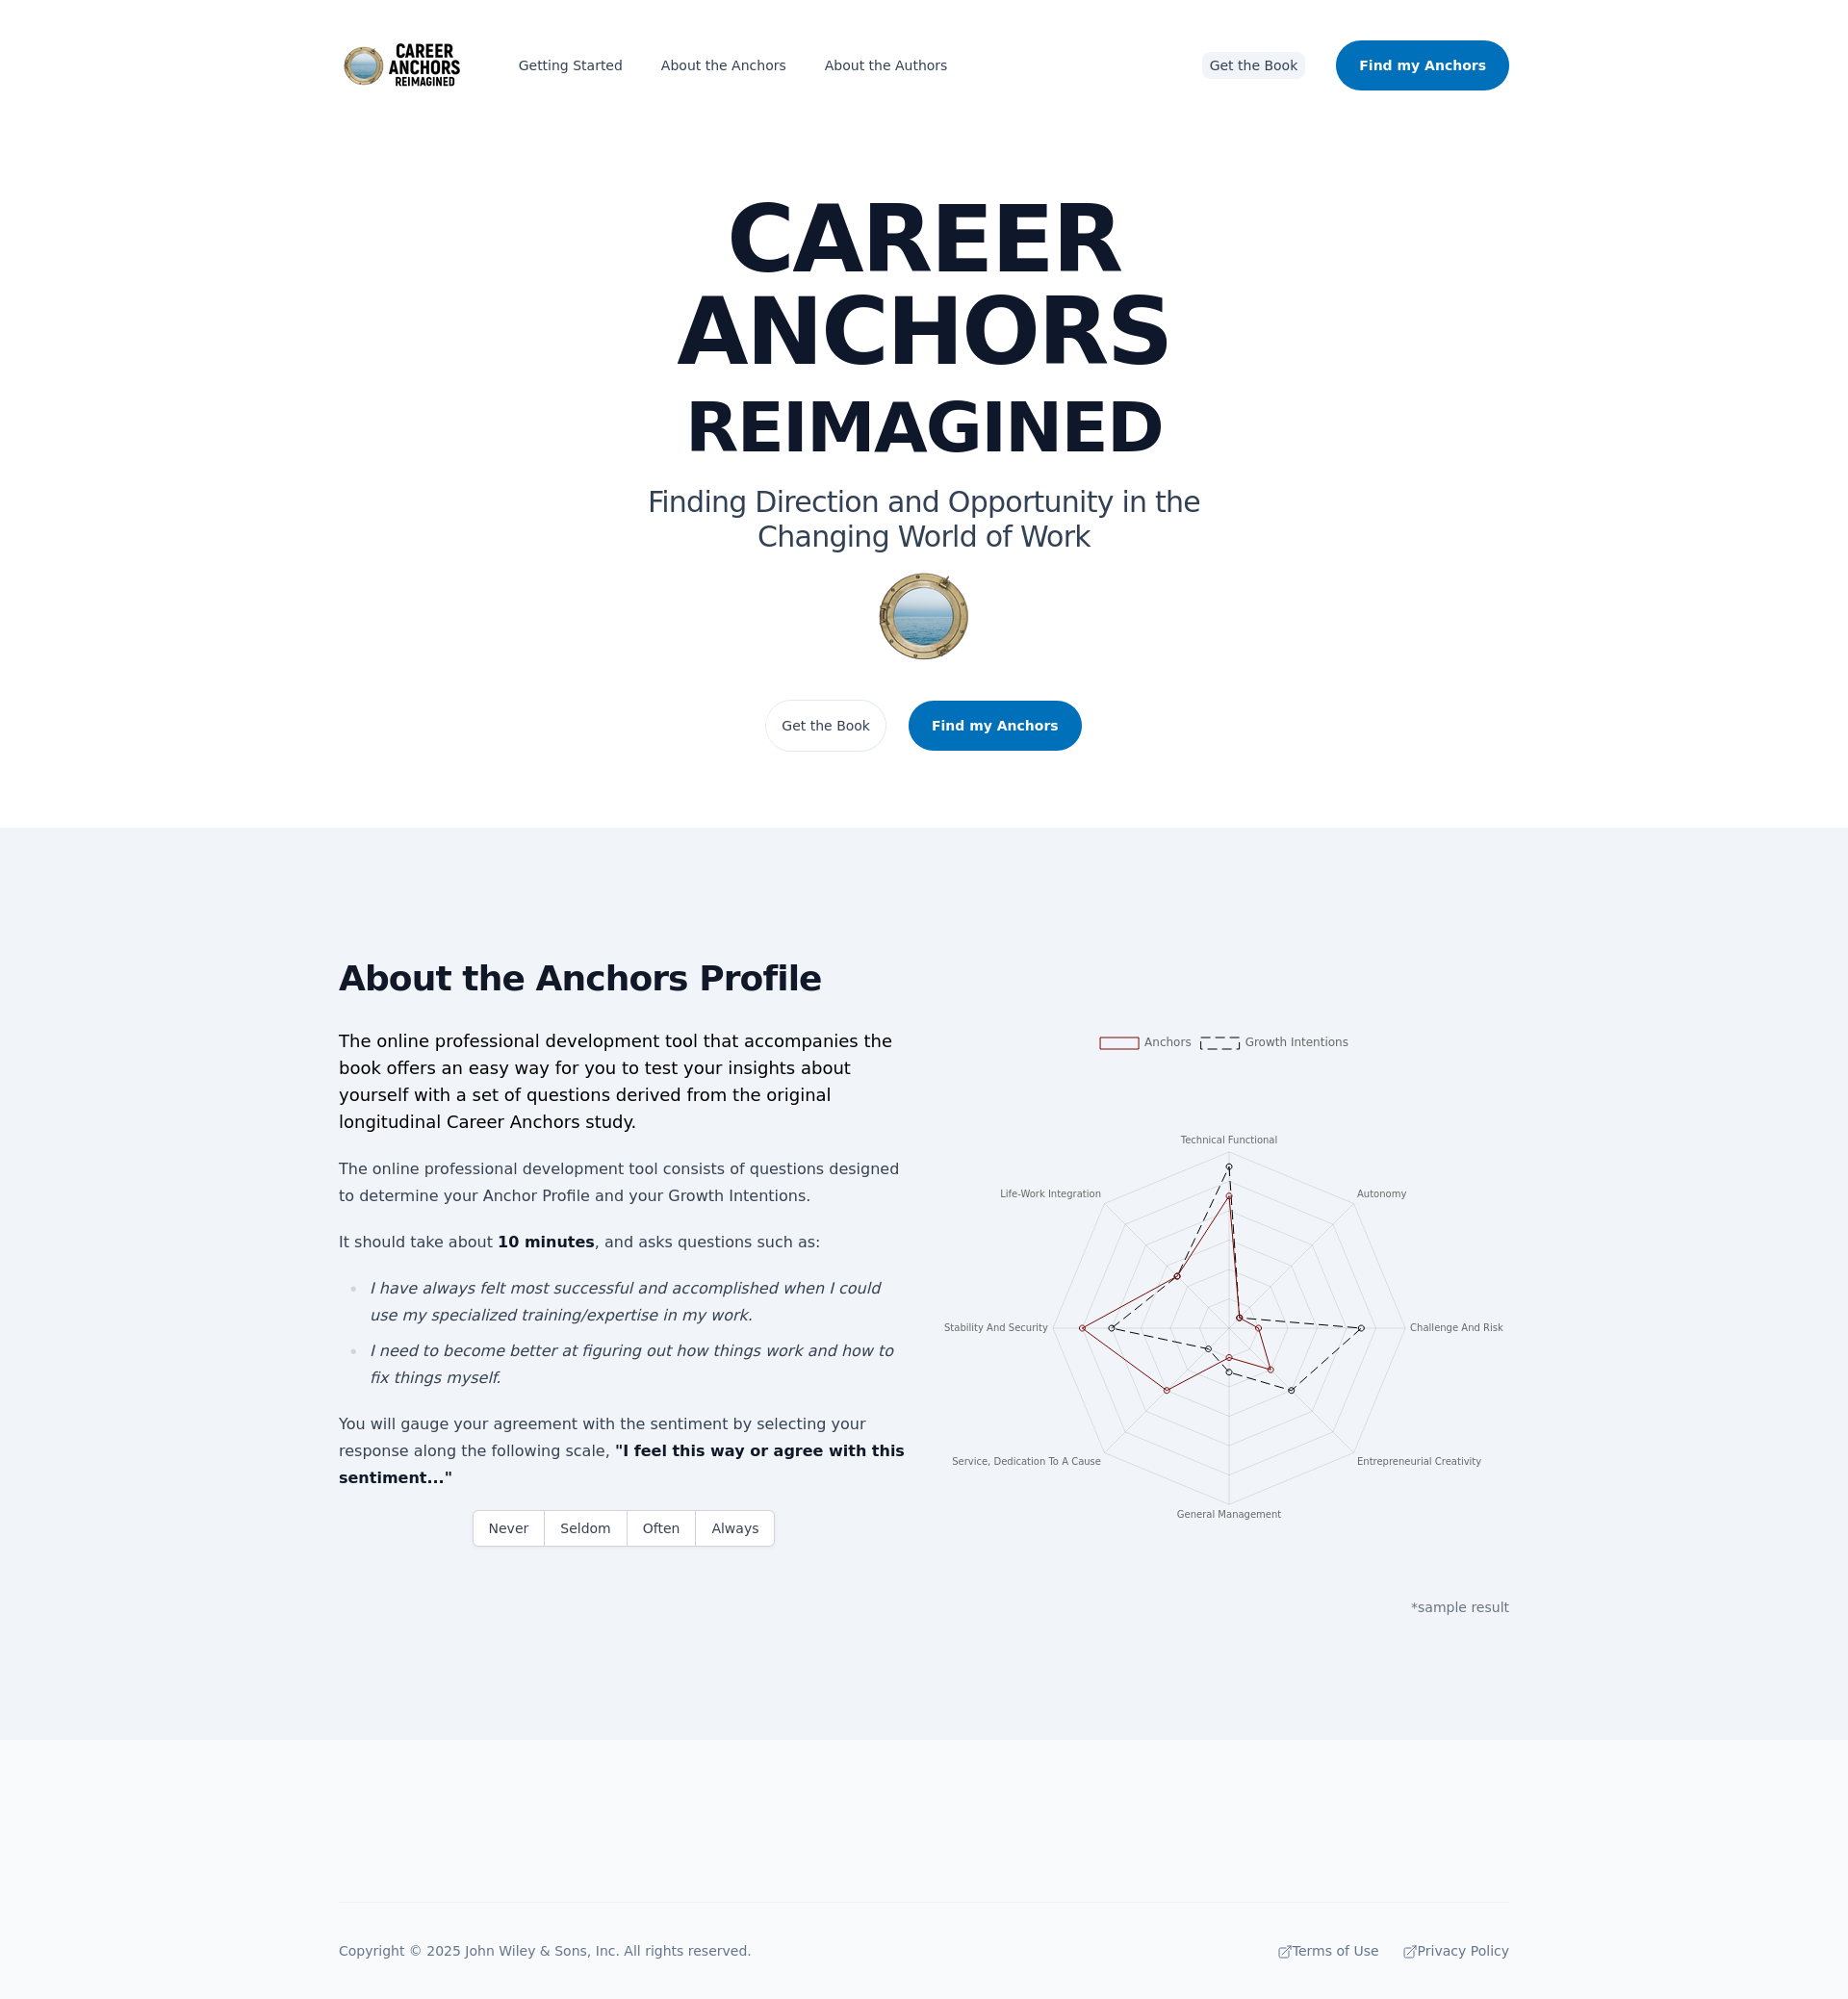 CAREER
ANCHORS
REIMAGINED
Getting Started
About the Anchors
About the Authors
Get the Book
Find my Anchors
CAREER
ANCHORS
REIMAGINED
Finding Direction and Opportunity in the
Changing World of Work
Get the Book
Find my Anchors
About the Anchors Profile
The online professional development tool that accompanies the
book offers an easy way for you to test your insights about
yourself with a set of questions derived from the original
longitudinal Career Anchors study.
The online professional development tool consists of questions designed
to determine your Anchor Profile and your Growth Intentions.
It should take about 10 minutes, and asks questions such as:
I have always felt most successful and accomplished when I could
use my specialized training/expertise in my work.
I need to become better at figuring out how things work and how to
fix things myself.
You will gauge your agreement with the sentiment by selecting your
response along the following scale, "I feel this way or agree with this
sentiment..."
Never
Seldom
Often
Always
Anchors
Growth Intentions
Technical Functional
Life-Work Integration
Autonomy
Stability And Security
Challenge And Risk
Service, Dedication To A Cause
Entrepreneurial Creativity
General Management
*sample result
Copyright © 2025 John Wiley & Sons, Inc. All rights reserved.
Terms of Use
Privacy Policy